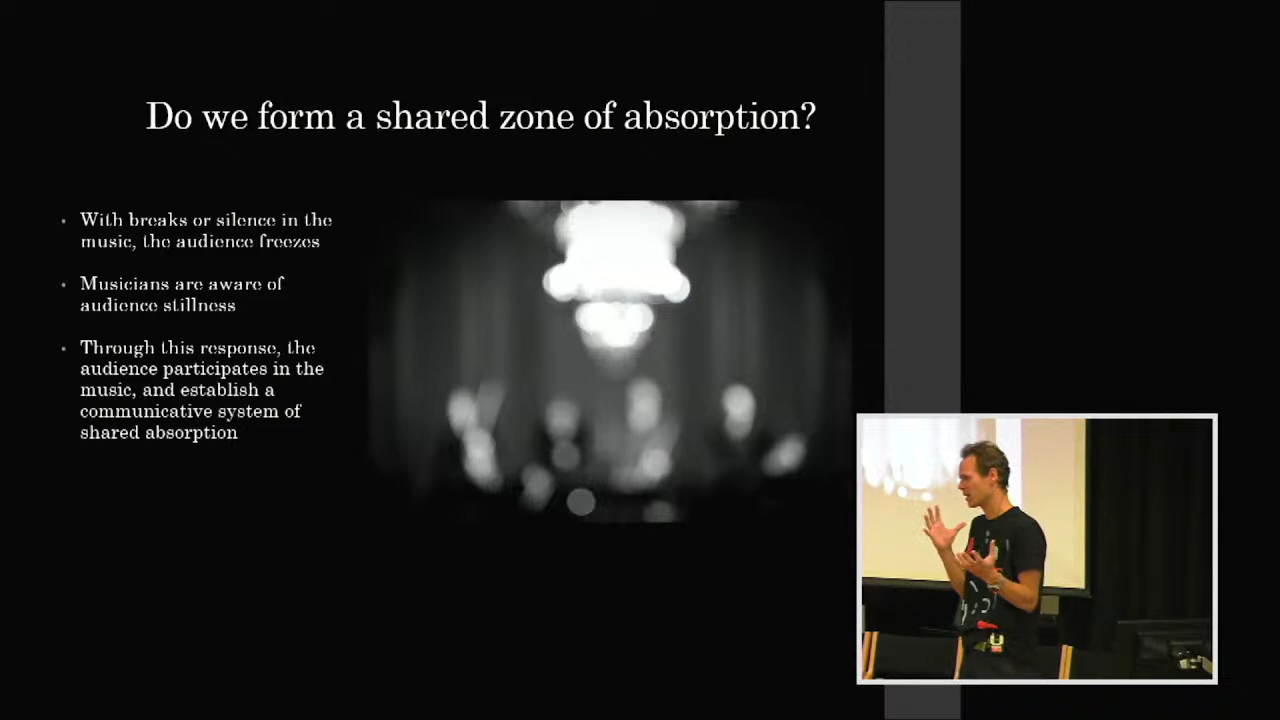 Do we form a shared zone of absorption?
• With breaks or silence in the
music, the audience freezes
• Musicians are aware of
audience stillness
• Through this response, the
audience participates in the
music, and establish a
communicative system of
shared absorption